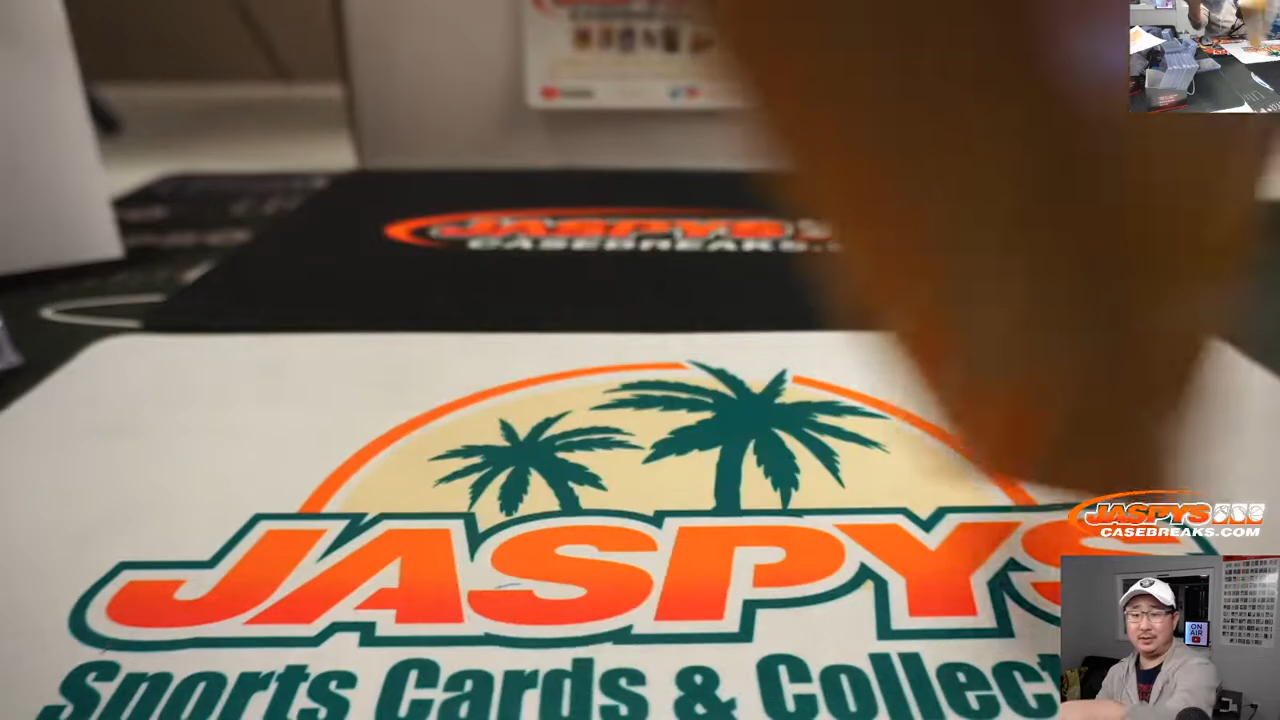 JASPYS
CASEBREAKS.
JASPYS
Sports Cards & Collect
JASPYS
CASEBREAKS.COM
ON
AIR